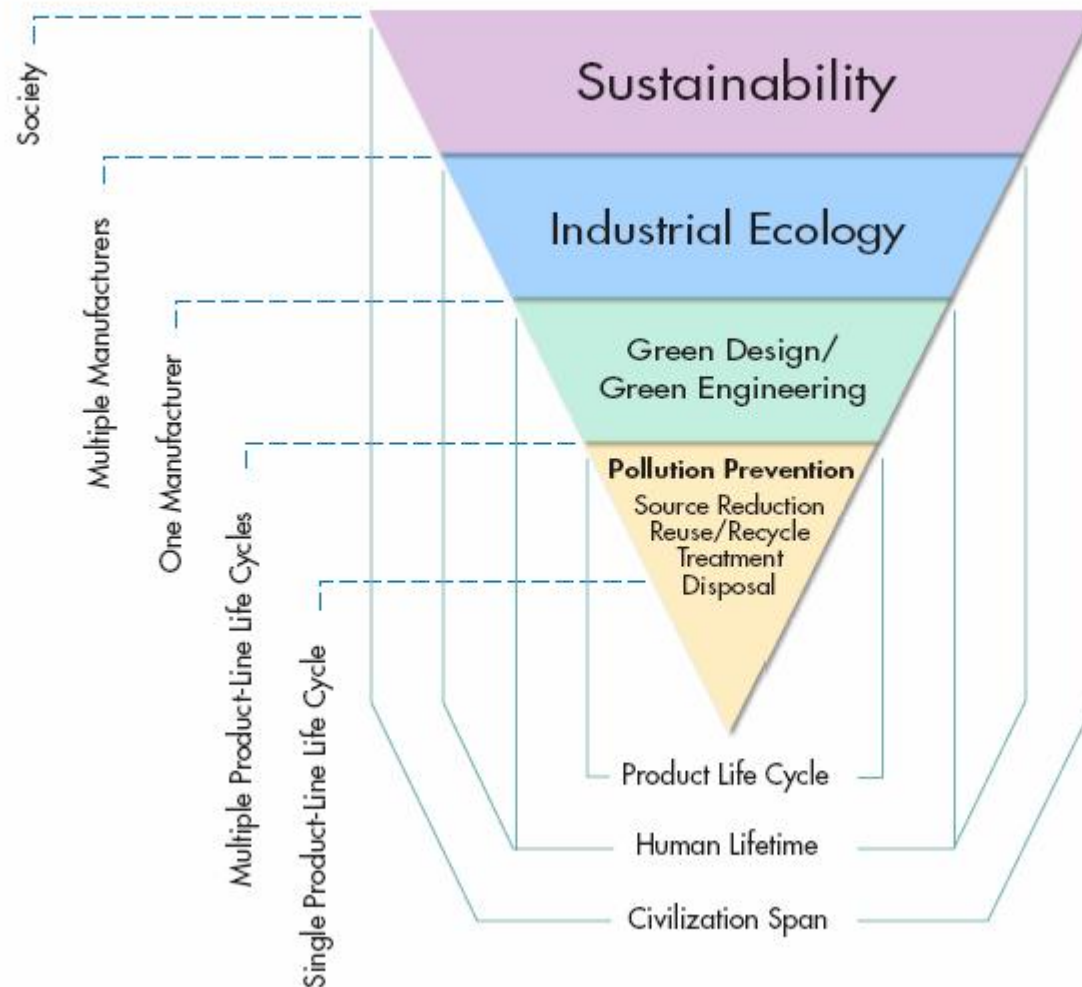 Society
Multiple Manufacturers
One Manufacturer
Multiple Product-Line Life Cycles
Single Product-Line Life Cycle
Sustainability
Industrial Ecology
Green Design/
Green Engineering
Pollution Prevention
Source Reduction
Reuse/Recycle
Treatment
Disposal
Product Life Cycle
Human Lifetime
Civilization Span